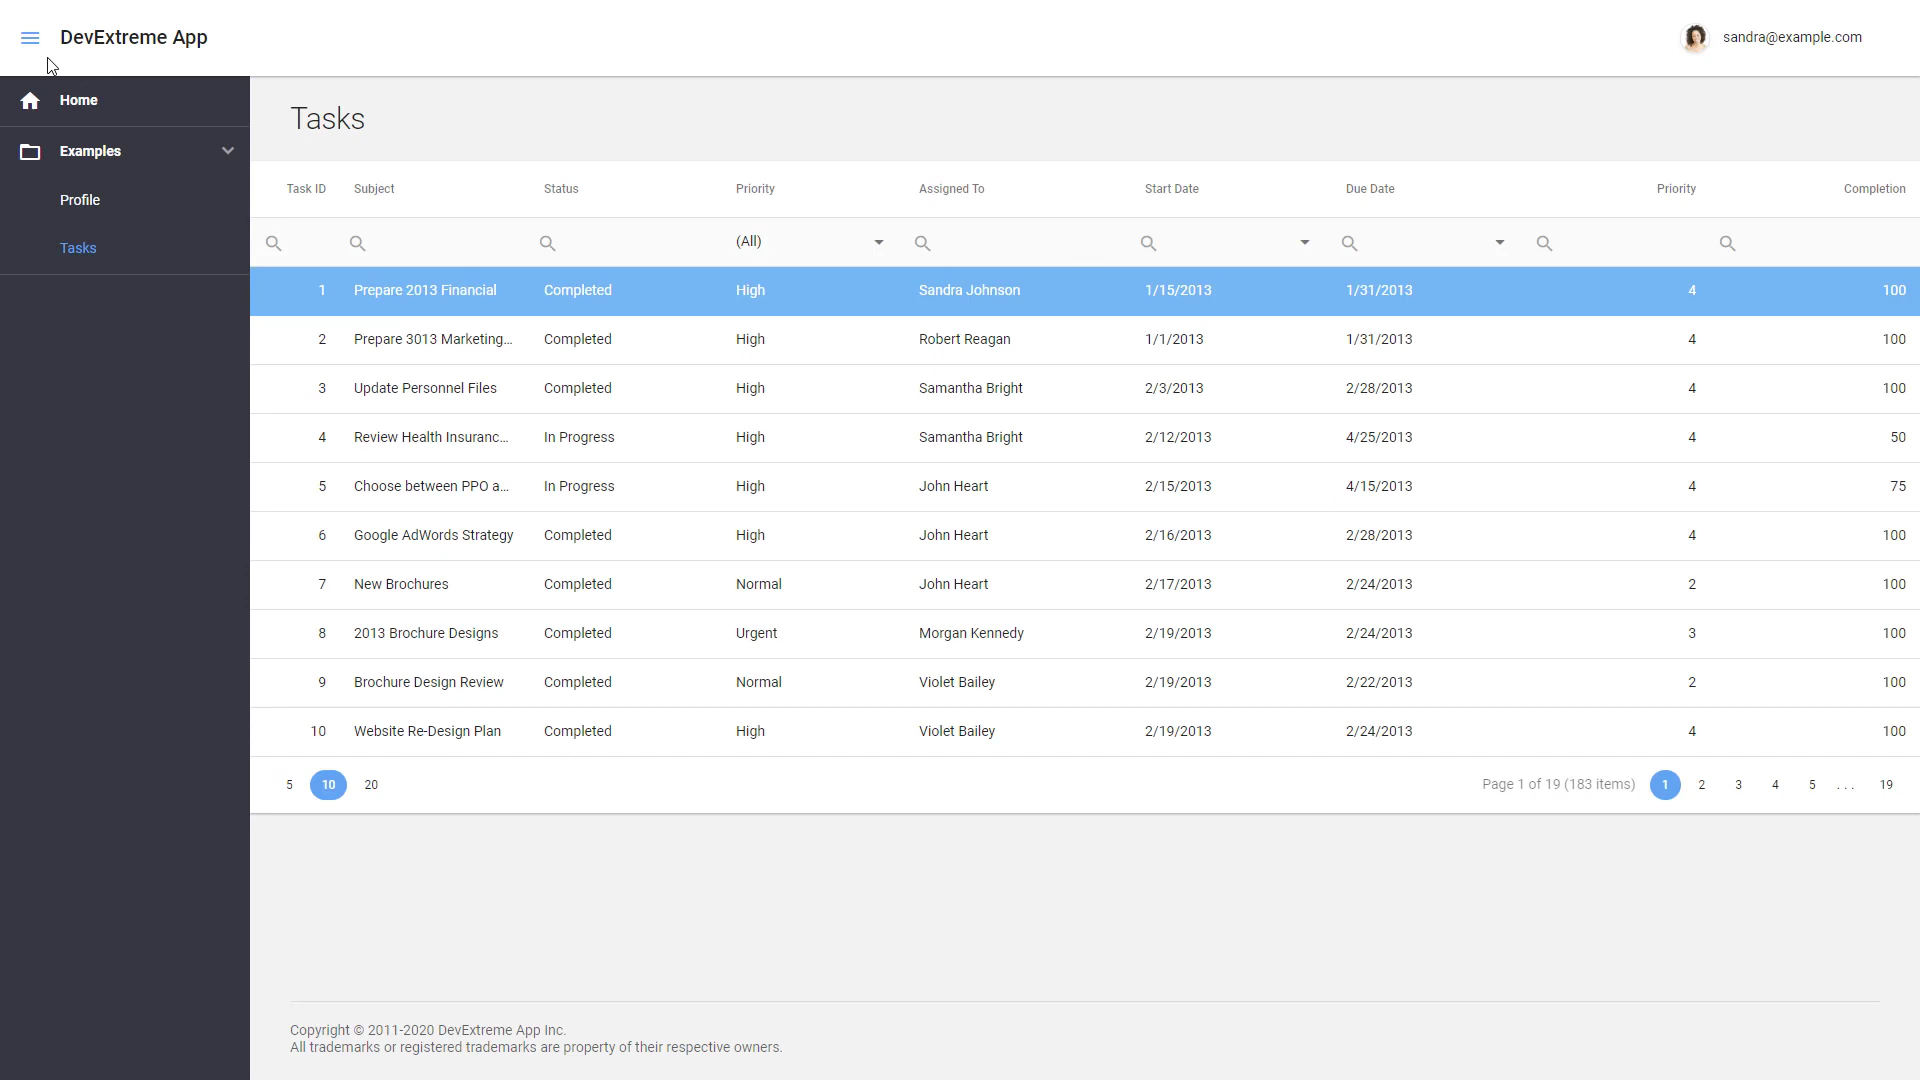 DevExtreme App
sandra@example.com
Home
Examples
Profile
Tasks
Tasks
Task ID Subject Status Priority Assigned To Start Date Due Date Priority Completion
(All)
1 Prepare 2013 Financial Completed High Sandra Johnson 1/15/2013 1/31/2013 4 100
2 Prepare 3013 Marketing... Completed High Robert Reagan 1/1/2013 1/31/2013 4 100
3 Update Personnel Files Completed High Samantha Bright 2/3/2013 2/28/2013 4 100
4 Review Health Insuranc... In Progress High Samantha Bright 2/12/2013 4/25/2013 4 50
5 Choose between PPO a... In Progress High John Heart 2/15/2013 4/15/2013 4 75
6 Google AdWords Strategy Completed High John Heart 2/16/2013 2/28/2013 4 100
7 New Brochures Completed Normal John Heart 2/17/2013 2/24/2013 2 100
8 2013 Brochure Designs Completed Urgent Morgan Kennedy 2/19/2013 2/24/2013 3 100
9 Brochure Design Review Completed Normal Violet Bailey 2/19/2013 2/22/2013 2 100
10 Website Re-Design Plan Completed High Violet Bailey 2/19/2013 2/24/2013 4 100
5 10 20 Page 1 of 19 (183 items) 1 2 3 4 5 ... 19
Copyright © 2011-2020 DevExtreme App Inc.
All trademarks or registered trademarks are property of their respective owners.